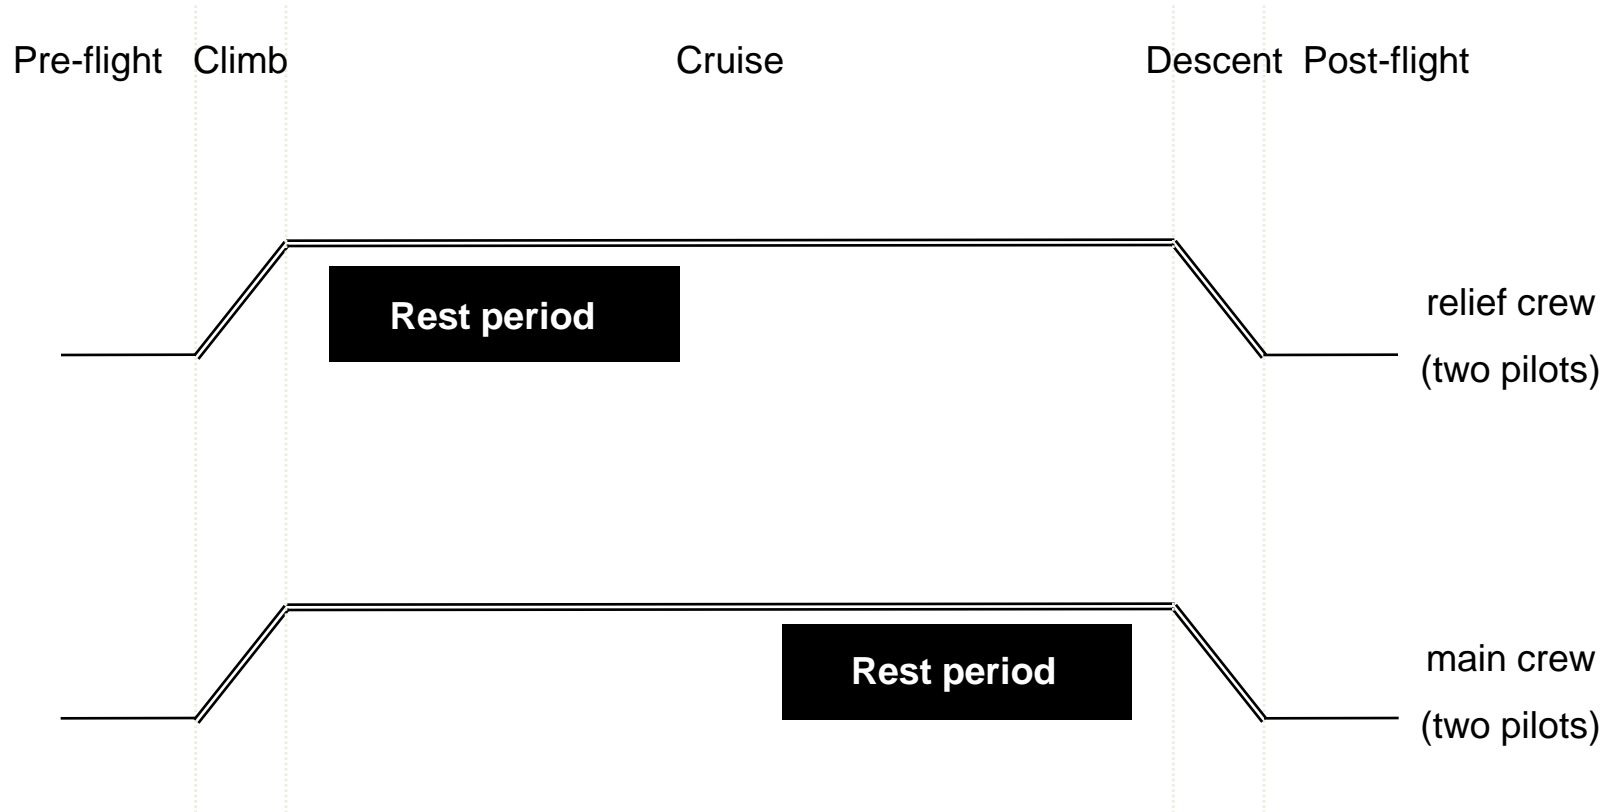 Pre-flight Climb Cruise Descent Post-flight
Rest period
relief crew
(two pilots)
Rest period
main crew
(two pilots)